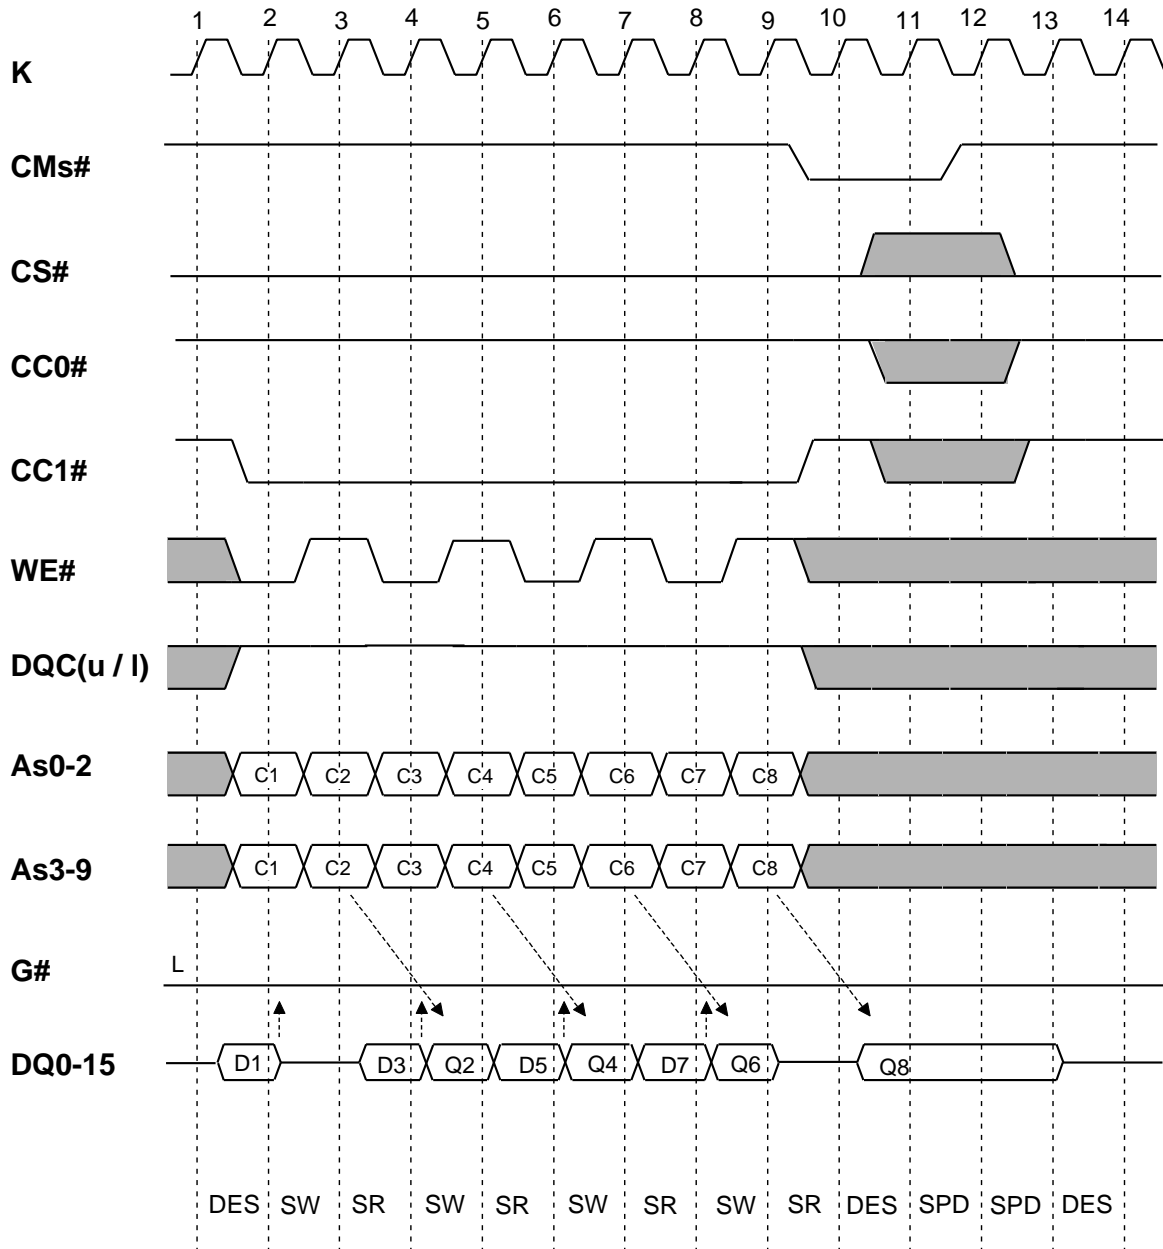 1 2 3 4 5 6 7 8 9 10 11 12 13 14
K
CMs#
CS#
CC0#
CC1#
WE#
DQC(u / l)
As0-2 C1 C2 C3 C4 C5 C6 C7 C8
As3-9 C1 C2 C3 C4 C5 C6 C7 C8
G# L
DQ0-15 D1 D3 Q2 D5 Q4 D7 Q6 Q8
DES SW SR SW SR SW SR SW SR DES SPD SPD DES